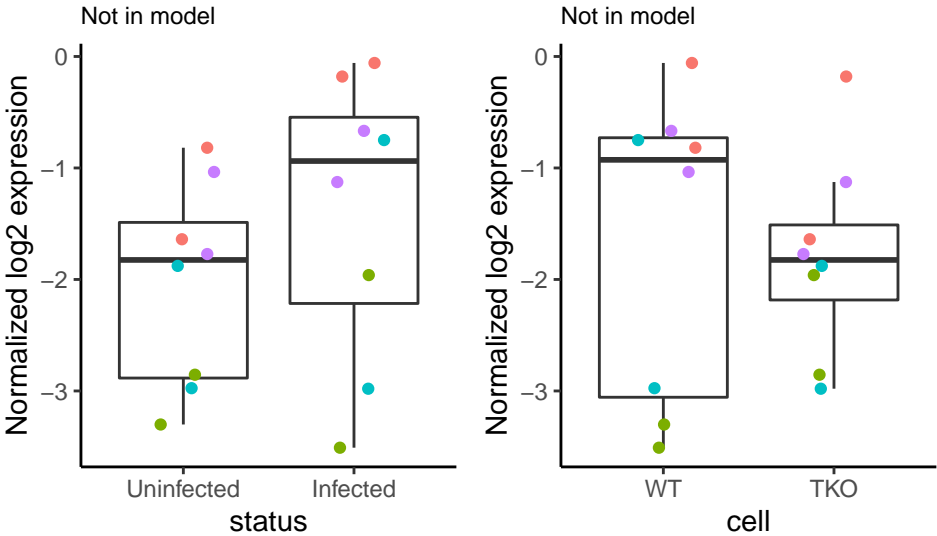 Not in model
Normalized log2 expression
0
−1
−2
−3
Uninfected
Infected
status
Not in model
Normalized log2 expression
0
−1
−2
−3
WT
TKO
cell